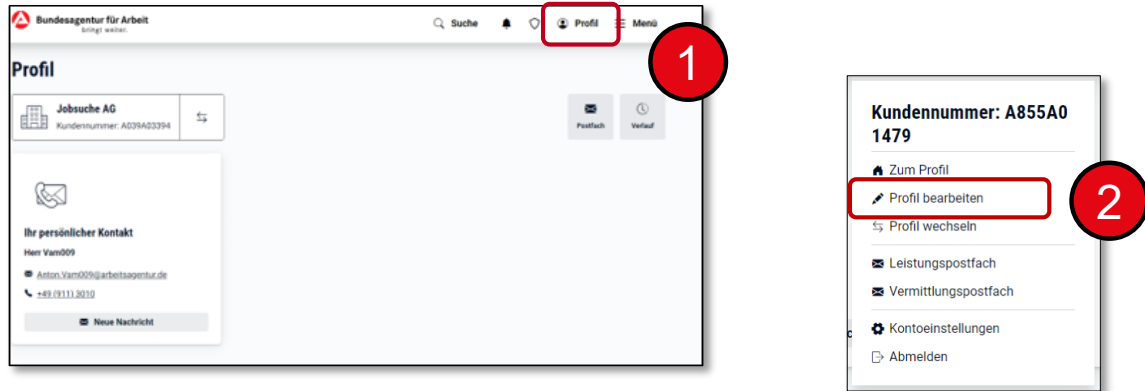 Bundesagentur für Arbeit
bringt weiter.
Suche
Profil
Menü
1
Profil
Jobsuche AG
Kundennummer: A039A03394
Postfach
Verlauf
Ihr persönlicher Kontakt
Herr Vam009
Anton.Vam009@arbeitsagentur.de
+49 (911) 3010
Neue Nachricht
Kundennummer: A855A0
1479
Zum Profil
Profil bearbeiten
2
Profil wechseln
Leistungspostfach
Vermittlungspostfach
Kontoeinstellungen
Abmelden